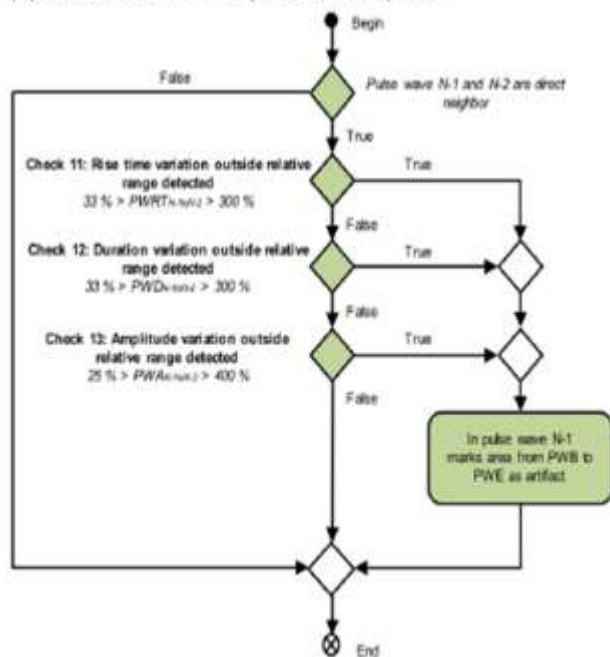 Begin
False
Pulse wave N-1 and N-2 are direct
neighbor
True
Check 11: Rise time variation outside relative
range detected
33 % > PWRT > 300 %
True
False
Check 12: Duration variation outside relative
range detected
33 % > PWD > 300 %
True
False
Check 13: Amplitude variation outside
relative range detected
25 % > PWA > 400 %
True
False
In pulse wave N-1
marks area from PWB to
PWE as artifact
End